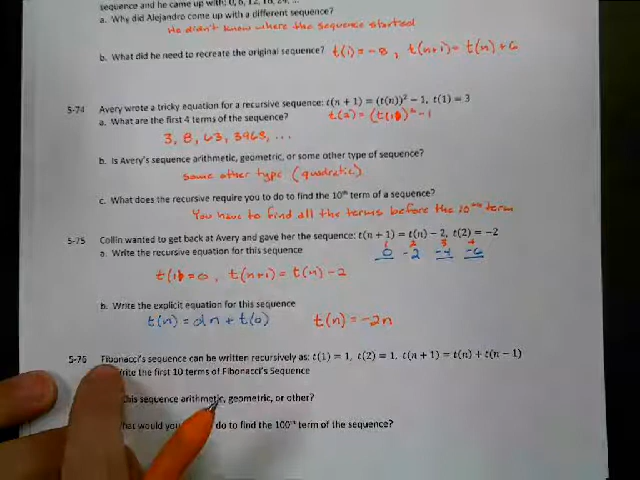 sequence and he came up with: 0, 6, 12, 18, 24, ...
a. Why did Alejandro come up with a different sequence?
He didn't know where the sequence started
b. What did he need to recreate the original sequence? t(1) = -8 , t(n+1) = t(n) + 6
5-74 Avery wrote a tricky equation for a recursive sequence: t(n + 1) = (t(n))² − 1, t(1) = 3
a. What are the first 4 terms of the sequence? t(2) = (t(1))² -1
3, 8, 63, 3968, ...
b. Is Avery's sequence arithmetic, geometric, or some other type of sequence?
some other type (quadratic)
c. What does the recursive require you to do to find the 10th term of a sequence?
You have to find all the terms before the 10th term
5-75 Collin wanted to get back at Avery and gave her the sequence: t(n + 1) = t(n) − 2, t(2) = −2
1 2 3 4
a. Write the recursive equation for this sequence 0 -2 -4 -6
t(1) = 0 , t(n+1) = t(n) - 2
b. Write the explicit equation for this sequence
t(n) = dn + t(0) t(n) = -2n
5-76 Fibonacci's sequence can be written recursively as: t(1) = 1, t(2) = 1, t(n + 1) = t(n) + t(n − 1)
the first 10 terms of Fibonacci's Sequence
this sequence arithmetic, geometric, or other?
would you do to find the 100th term of the sequence?